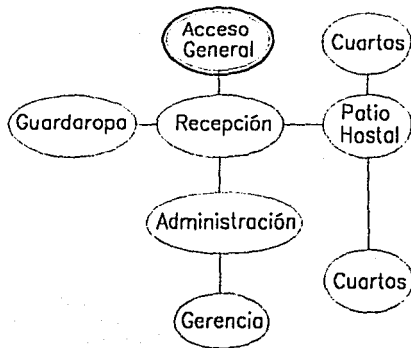 Acceso
General
Cuartos
Guardaropa
Recepción
Patio
Hostal
Administración
Cuartos
Gerencia